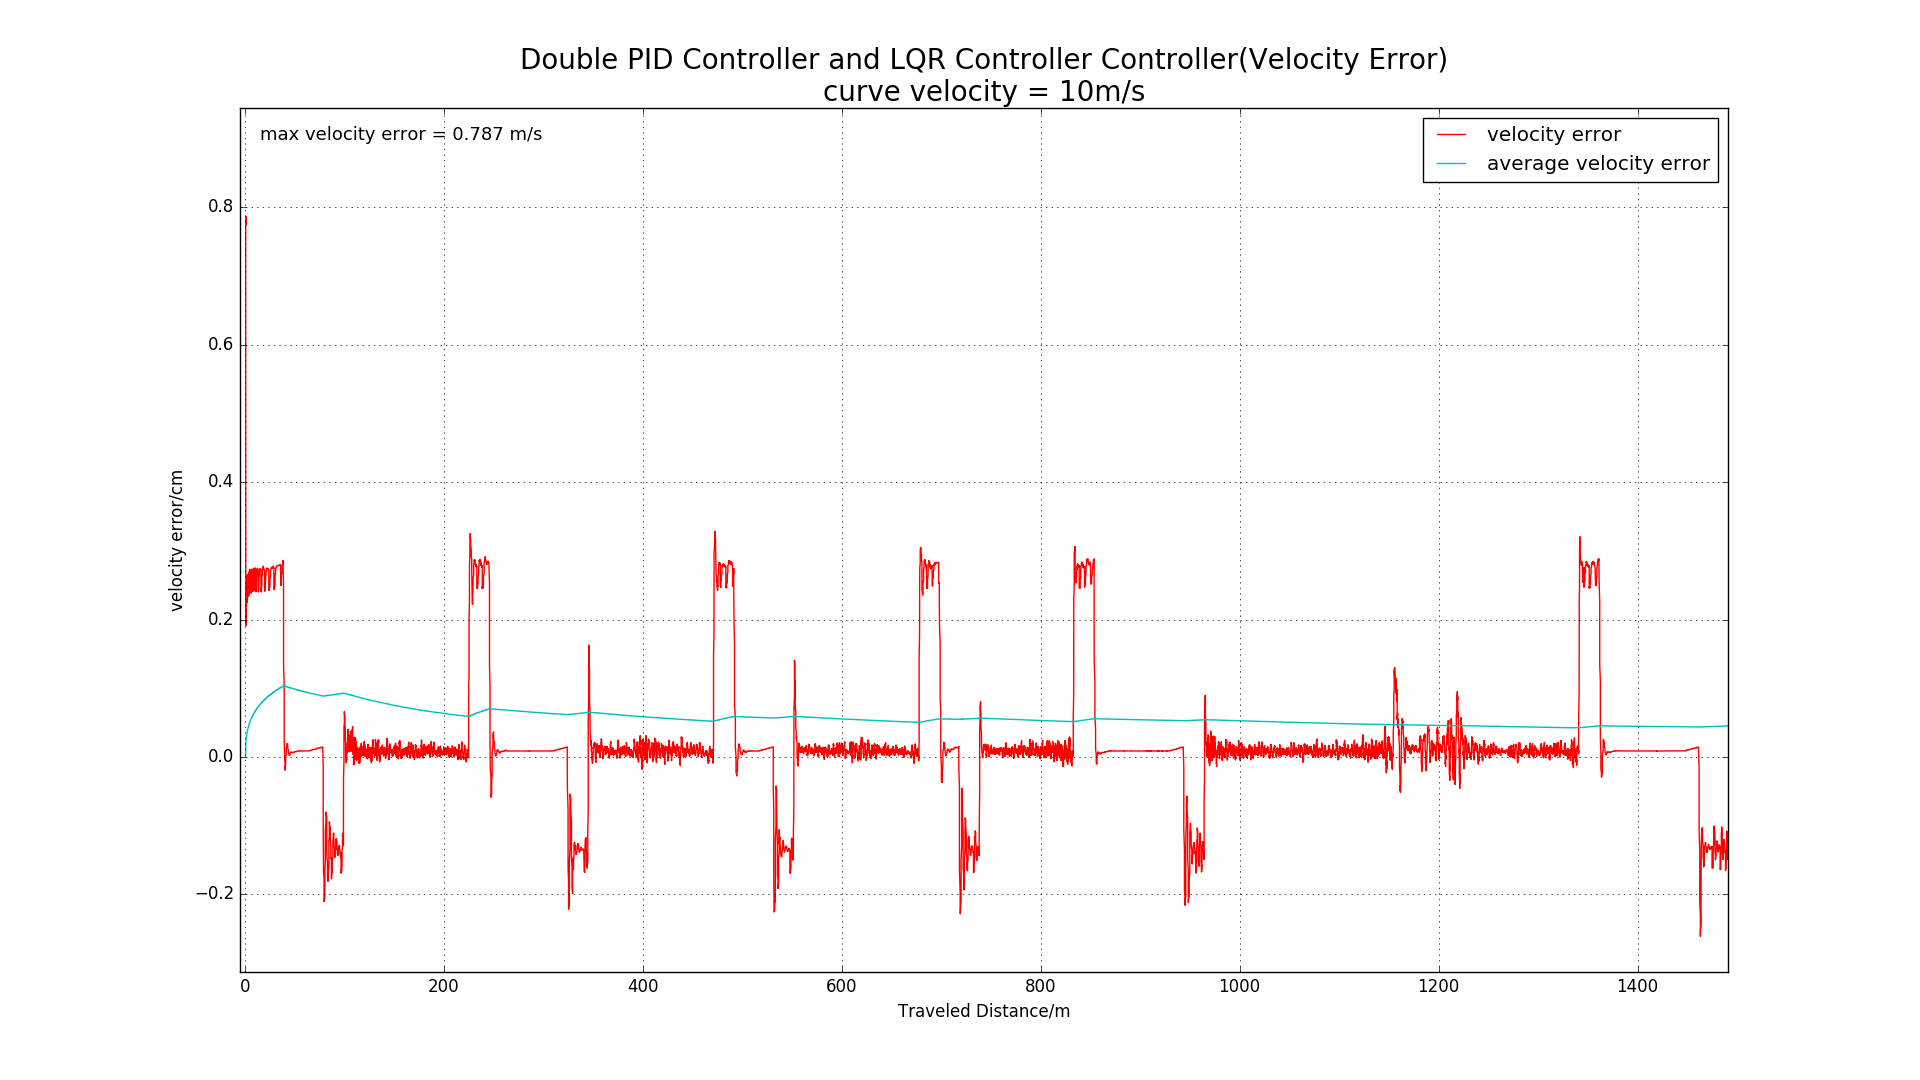 Double PID Controller and LQR Controller Controller(Velocity Error)
curve velocity = 10m/s
max velocity error = 0.787 m/s
velocity error
average velocity error
0.8
0.6
0.4
0.2
0.0
−0.2
velocity error/cm
0 200 400 600 800 1000 1200 1400
Traveled Distance/m